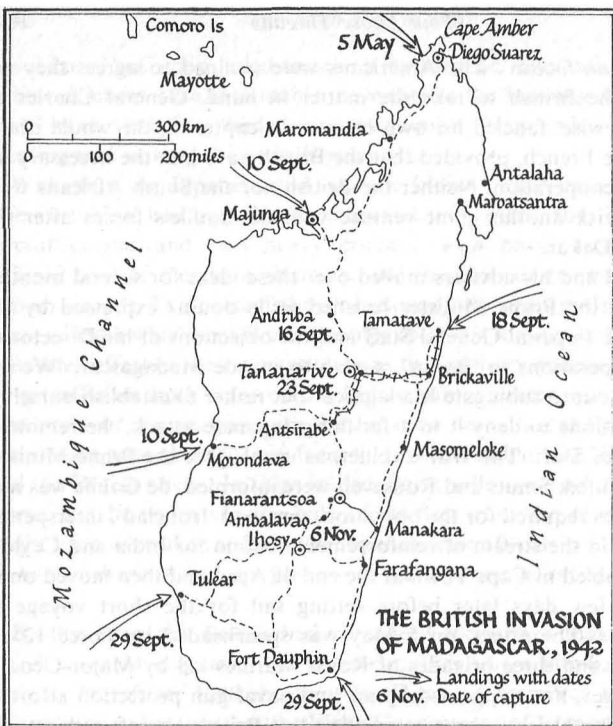 Comoro Is
Mayotte
Cape Amber
5 May
Diego Suarez
300 km
0 100 200 miles
Maromandia
10 Sept.
Antalaha
Maroatsantra
Majunga
Mozambique Channel
Indian Ocean
Andriba
16 Sept.
Tamatave
18 Sept.
Tananarive
23 Sept.
Brickaville
Antsirabe
10 Sept.
Morondava
Masomeloke
Fianarantsoa
Ambalavao
Ihosy
6 Nov.
Manakara
Farafangana
Tuléar
29 Sept.
Fort Dauphin
29 Sept.
THE BRITISH INVASION
OF MADAGASCAR, 1942
Landings with dates
6 Nov. Date of capture